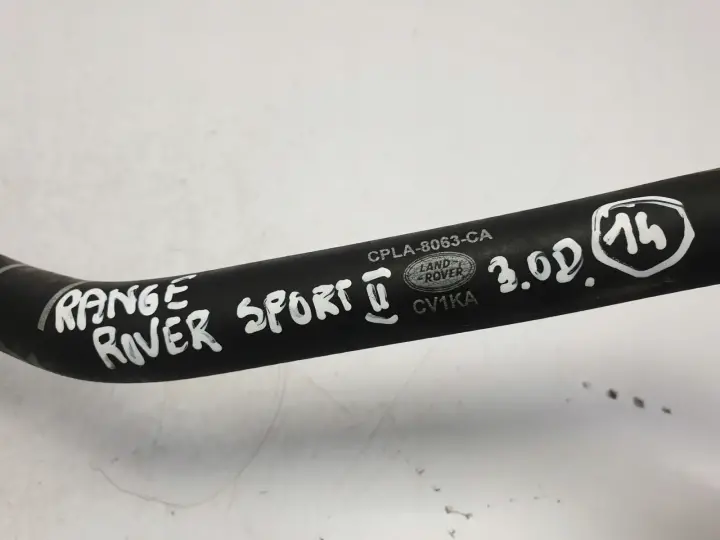 RANGE
ROVER SPORT II
CPLA-8063-CA
LAND
ROVER
CV1KA
3.0D.
14